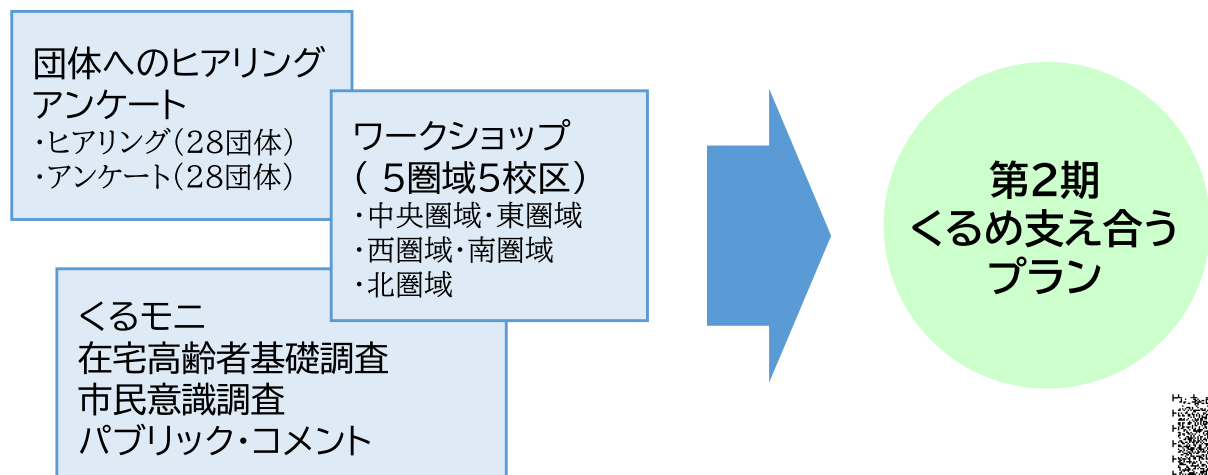 団体へのヒアリング
アンケート
・ヒアリング(28団体)
・アンケート(28団体)
ワークショップ
( 5圏域5校区)
・中央圏域・東圏域
・西圏域・南圏域
・北圏域
くるモニ
在宅高齢者基礎調査
市民意識調査
パブリック・コメント
第2期
くるめ支え合う
プラン